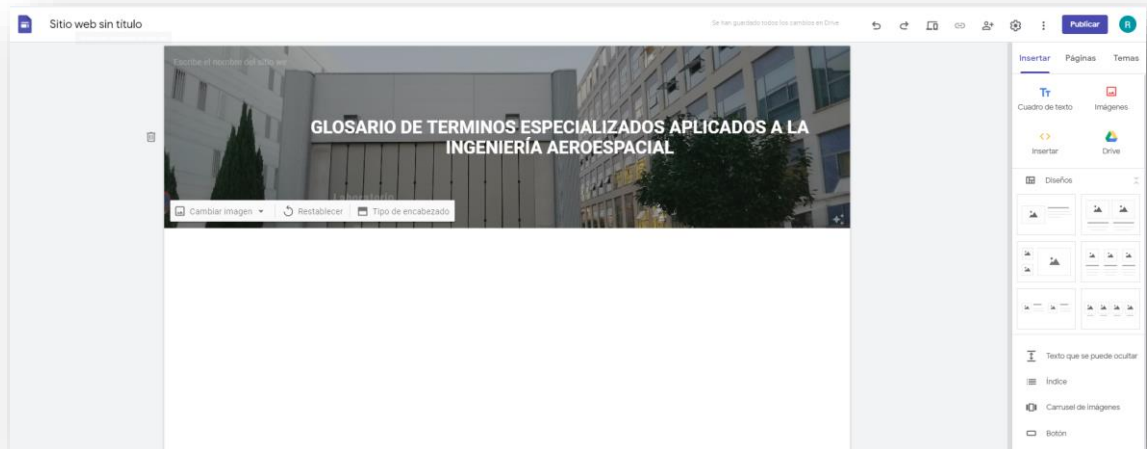 Sitio web sin título
Se han guardado todos los cambios en Drive
Publicar
R
Escribe el nombre del sitio we
GLOSARIO DE TERMINOS ESPECIALIZADOS APLICADOS A LA
INGENIERÍA AEROESPACIAL
Laboratorio
Cambiar imagen
Restablecer
Tipo de encabezado
Insertar
Páginas
Temas
Cuadro de texto
Imágenes
Insertar
Drive
Diseños
Texto que se puede ocultar
Índice
Carrusel de imágenes
Botón